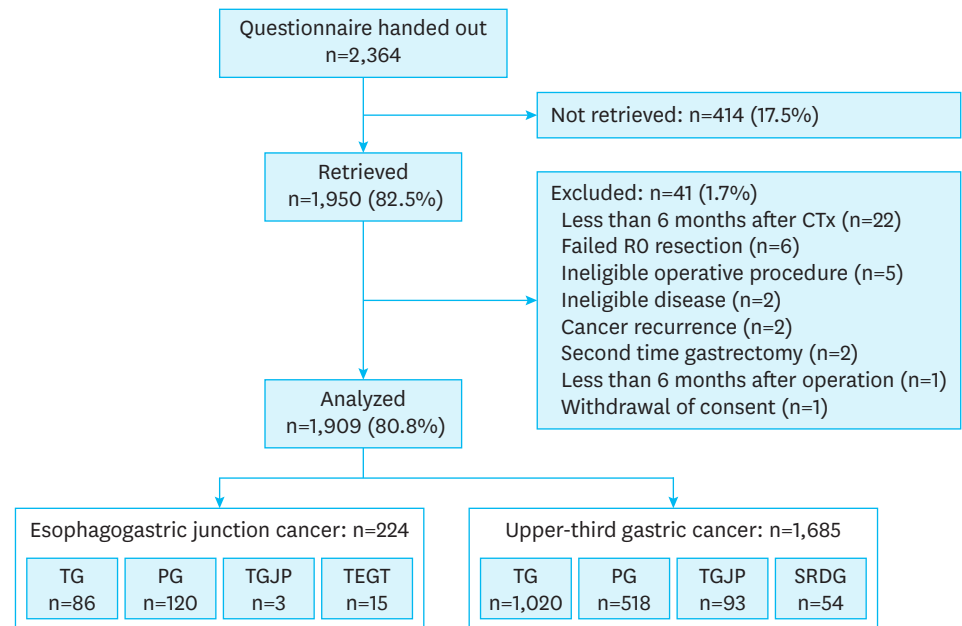 Questionnaire handed out
n=2,364
Not retrieved: n=414 (17.5%)
Retrieved
n=1,950 (82.5%)
Excluded: n=41 (1.7%)
Less than 6 months after CTx (n=22)
Failed R0 resection (n=6)
Ineligible operative procedure (n=5)
Ineligible disease (n=2)
Cancer recurrence (n=2)
Second time gastrectomy (n=2)
Less than 6 months after operation (n=1)
Withdrawal of consent (n=1)
Analyzed
n=1,909 (80.8%)
Esophagogastric junction cancer: n=224
TG
n=86
PG
n=120
TGJP
n=3
TEGT
n=15
Upper-third gastric cancer: n=1,685
TG
n=1,020
PG
n=518
TGJP
n=93
SRDG
n=54